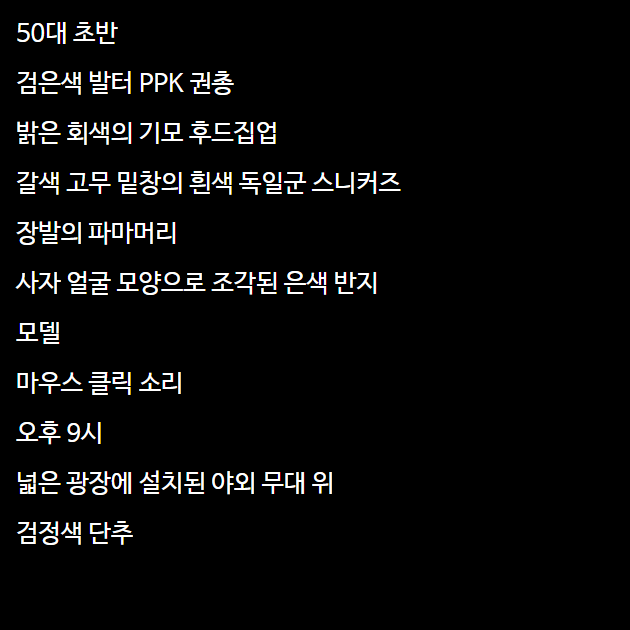 50대 초반
검은색 발터 PPK 권총
밝은 회색의 기모 후드집업
갈색 고무 밑창의 흰색 독일군 스니커즈
장발의 파마머리
사자 얼굴 모양으로 조각된 은색 반지
모델
마우스 클릭 소리
오후 9시
넓은 광장에 설치된 야외 무대 위
검정색 단추